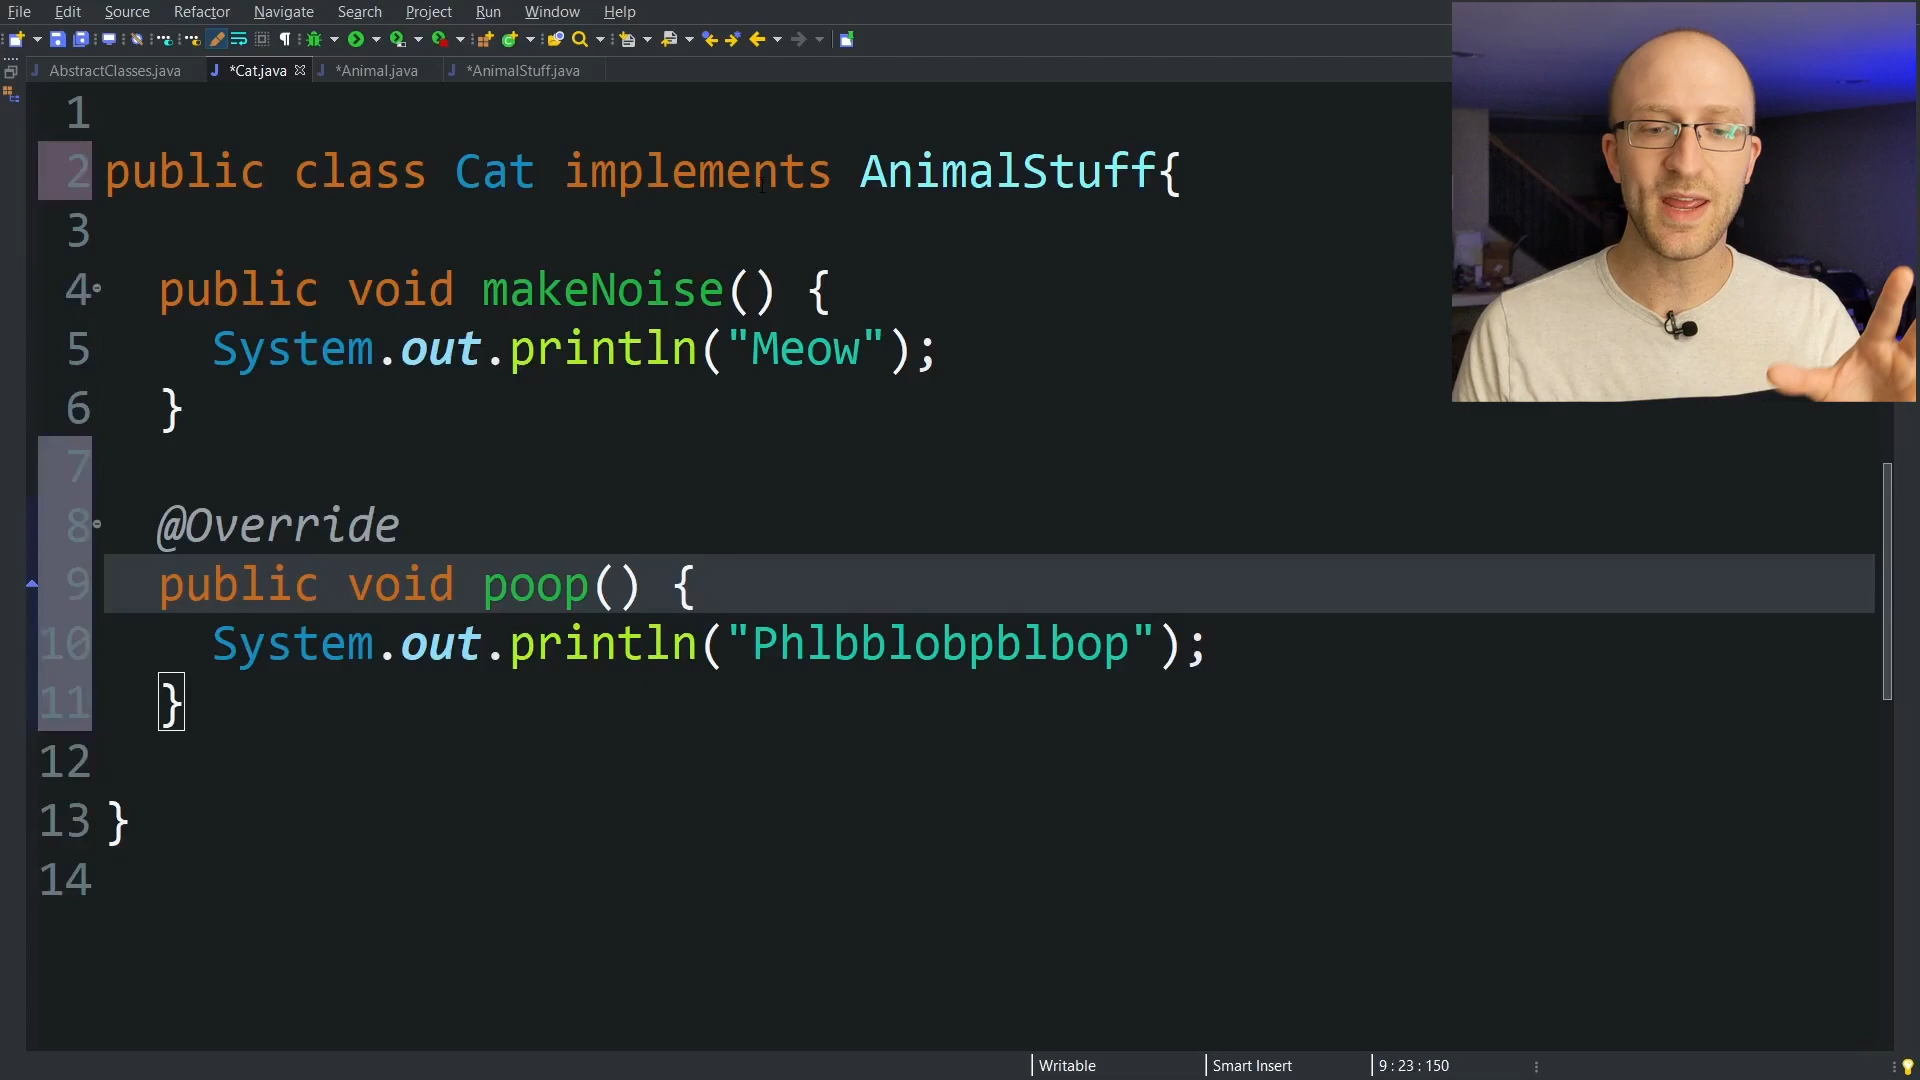 File Edit Source Refactor Navigate Search Project Run Window Help
AbstractClasses.java *Cat.java *Animal.java *AnimalStuff.java
1
2 public class Cat implements AnimalStuff{
3
4 public void makeNoise() {
5 System.out.println("Meow");
6 }
7
8 @Override
9 public void poop() {
10 System.out.println("Phlbblobpblbop");
11 }
12
13 }
14
Writable Smart Insert 9 : 23 : 150